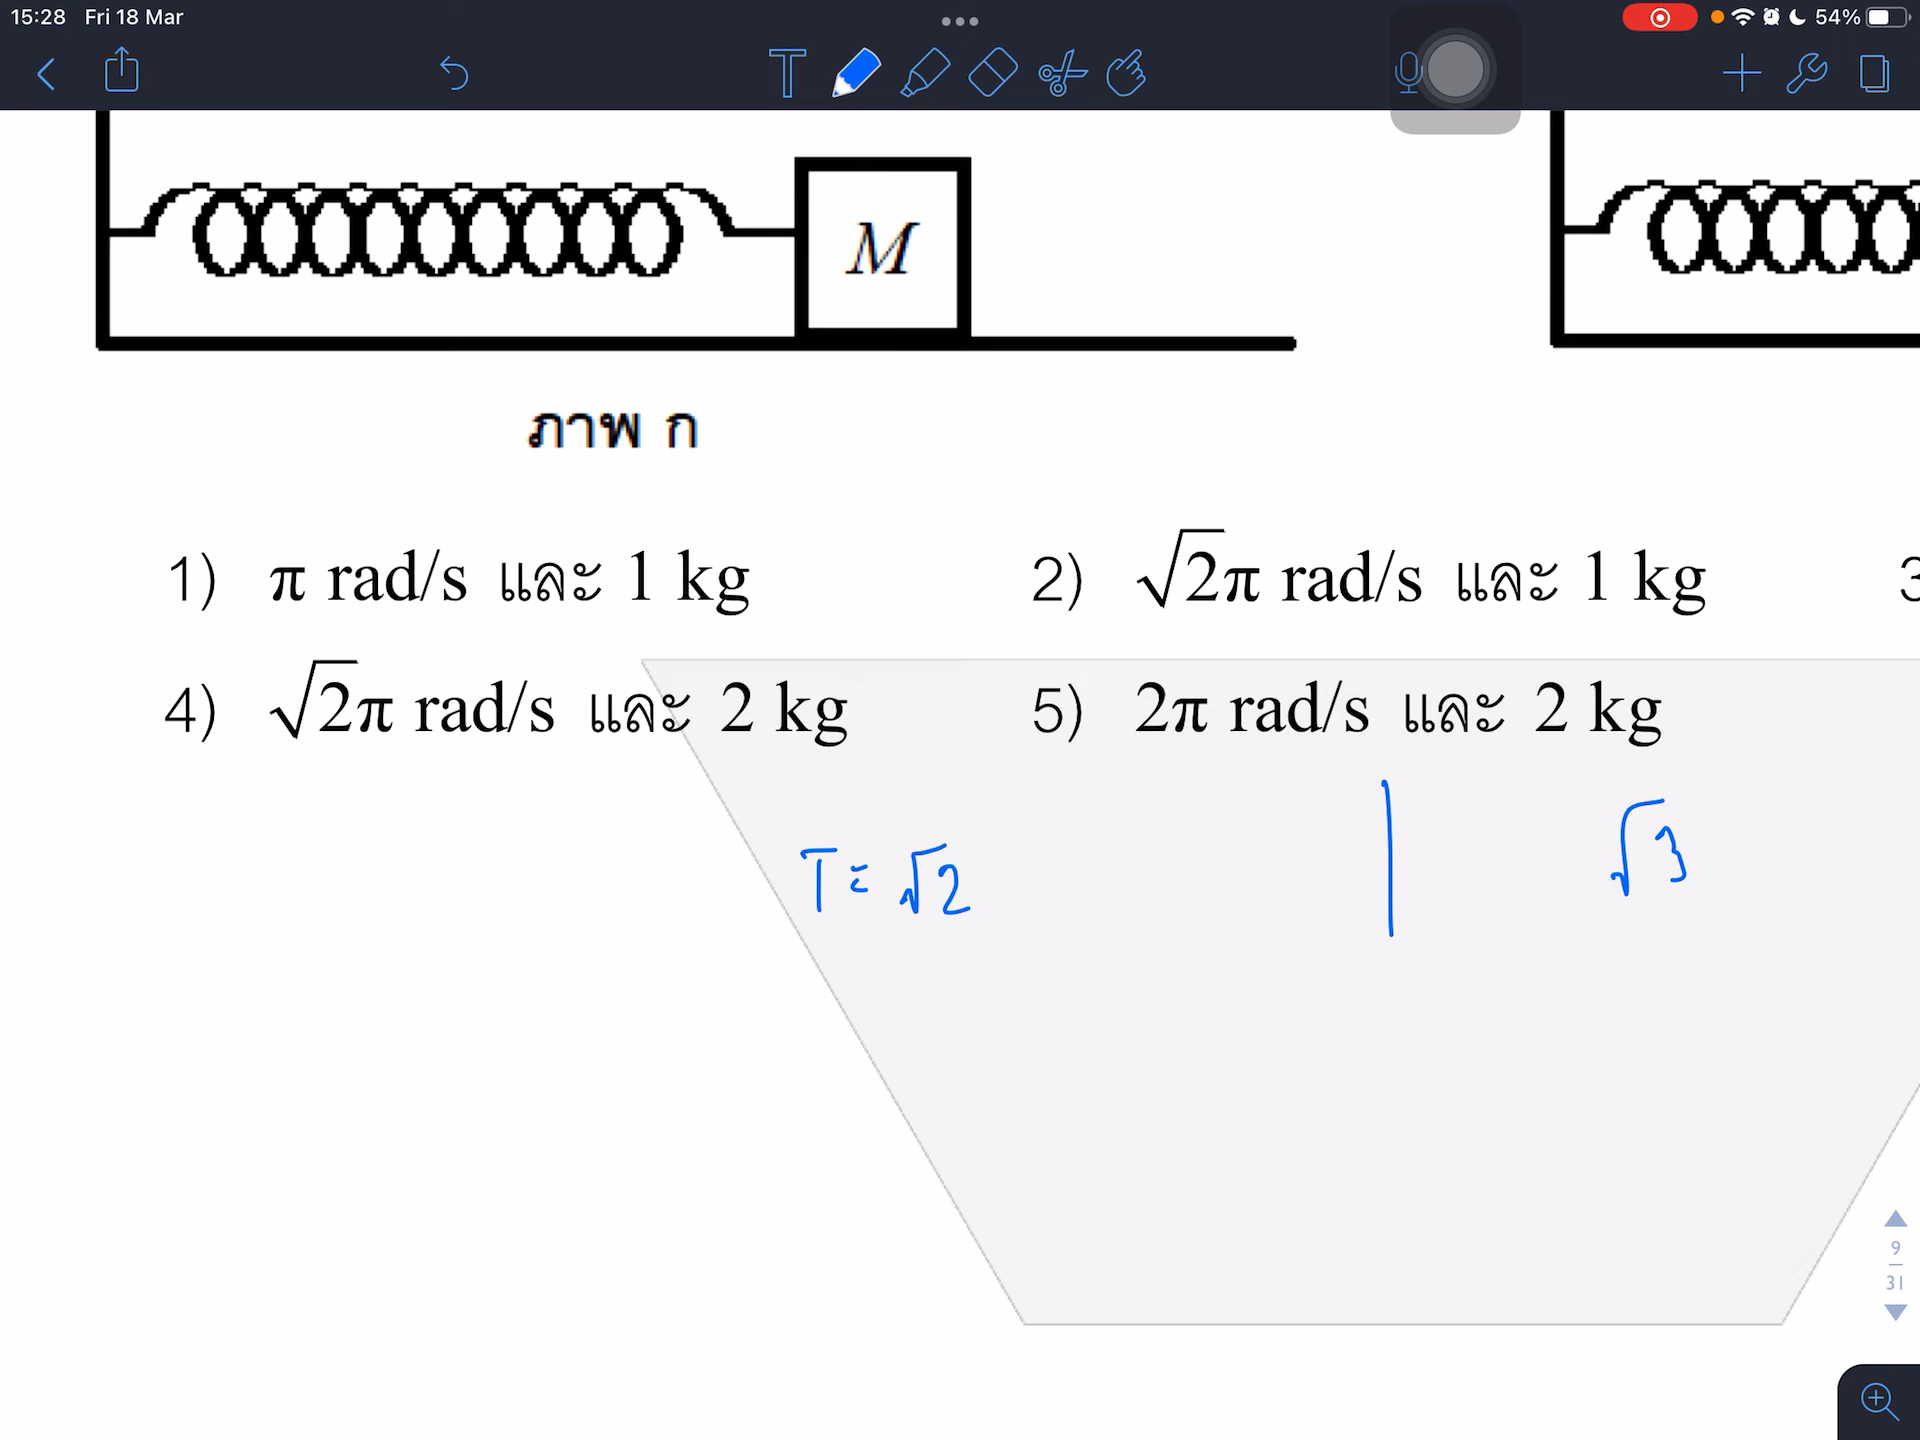 15:28 Fri 18 Mar
54%
T
M
ภาพ ก
1) π rad/s และ 1 kg
2) √2π rad/s และ 1 kg
3
4) √2π rad/s และ 2 kg
5) 2π rad/s และ 2 kg
T = √2
√3
9
31